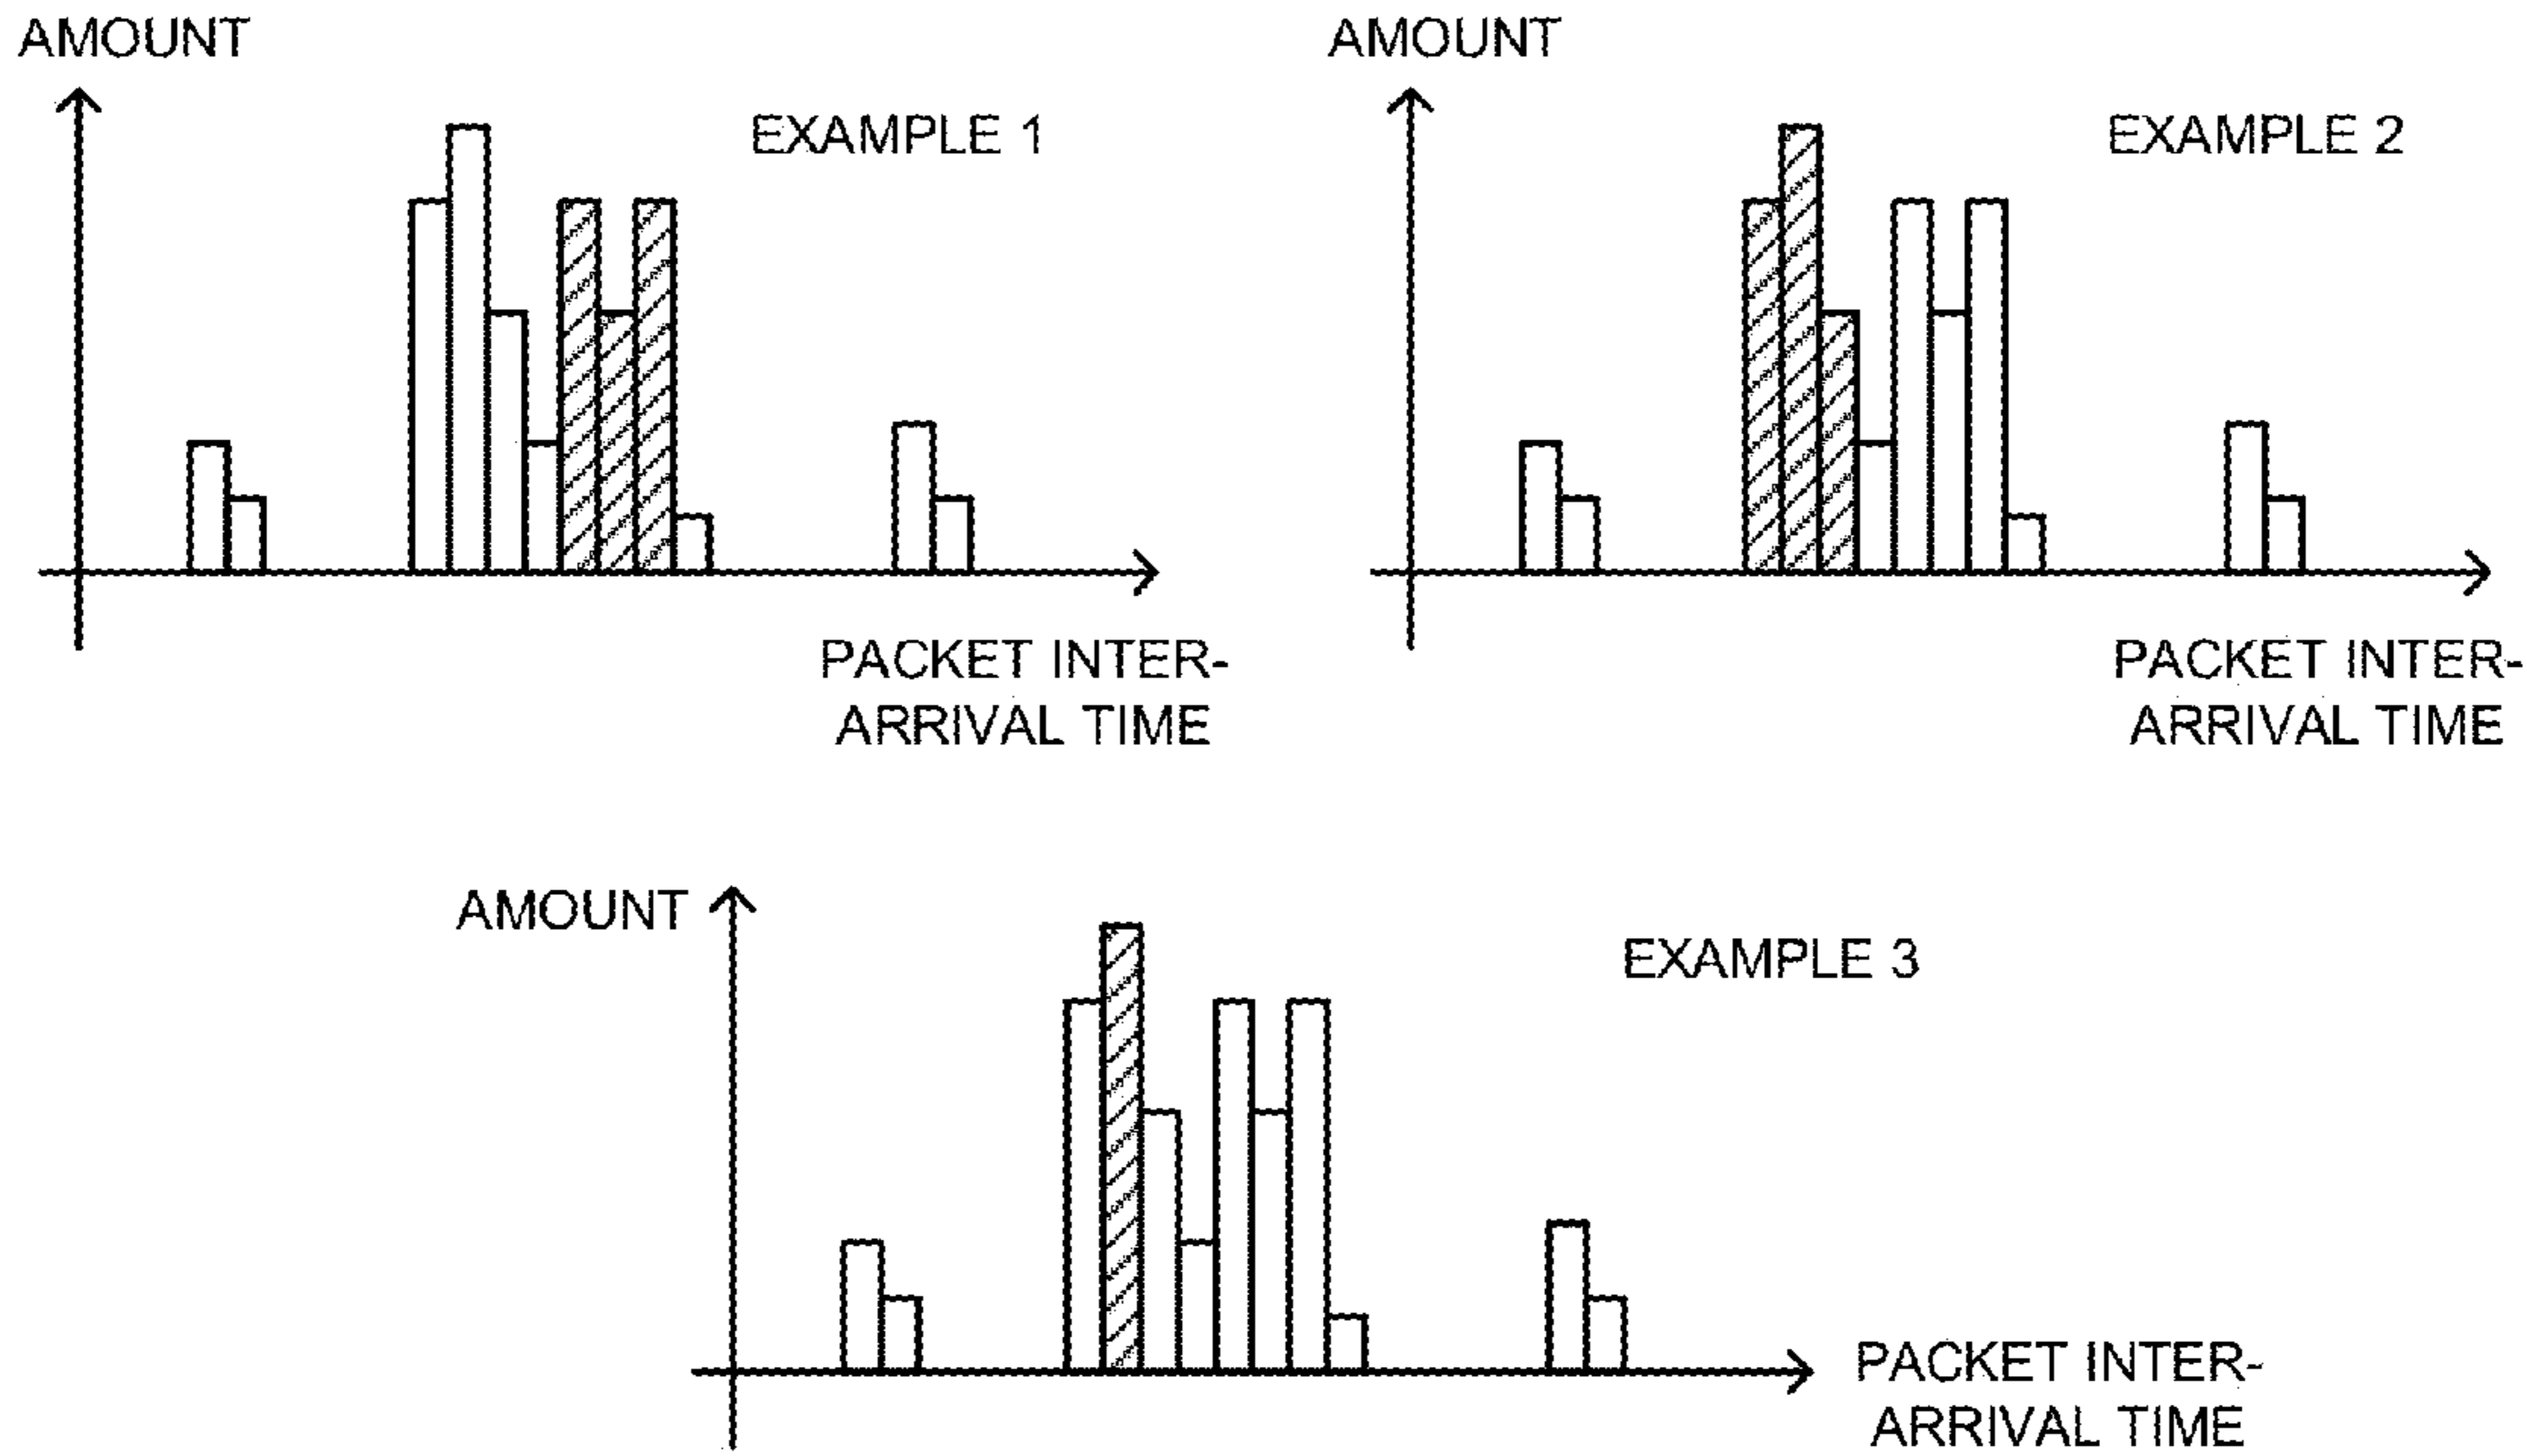 AMOUNT
EXAMPLE 1
PACKET INTER-
ARRIVAL TIME
AMOUNT
EXAMPLE 2
PACKET INTER-
ARRIVAL TIME
AMOUNT
EXAMPLE 3
PACKET INTER-
ARRIVAL TIME